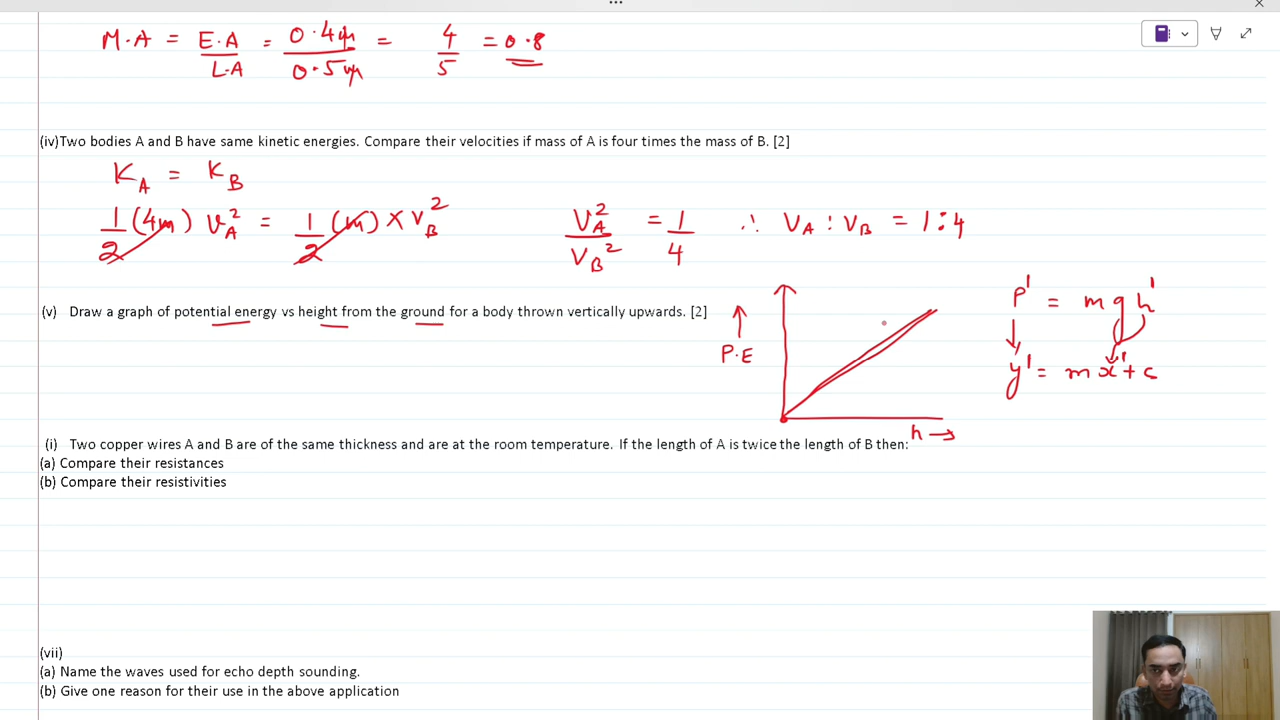 M.A = E.A/L.A = 0.4m/0.5m = 4/5 = 0.8
(iv)Two bodies A and B have same kinetic energies. Compare their velocities if mass of A is four times the mass of B. [2]
K_A = K_B
1/2 (4m) v_A^2 = 1/2 (m) × v_B^2
V_A^2/V_B^2 = 1/4 ∴ V_A : V_B = 1:4
(v) Draw a graph of potential energy vs height from the ground for a body thrown vertically upwards. [2]
P.E
h →
P' = m g h'
y' = m x' + c
(i) Two copper wires A and B are of the same thickness and are at the room temperature. If the length of A is twice the length of B then:
(a) Compare their resistances
(b) Compare their resistivities
(vii)
(a) Name the waves used for echo depth sounding.
(b) Give one reason for their use in the above application